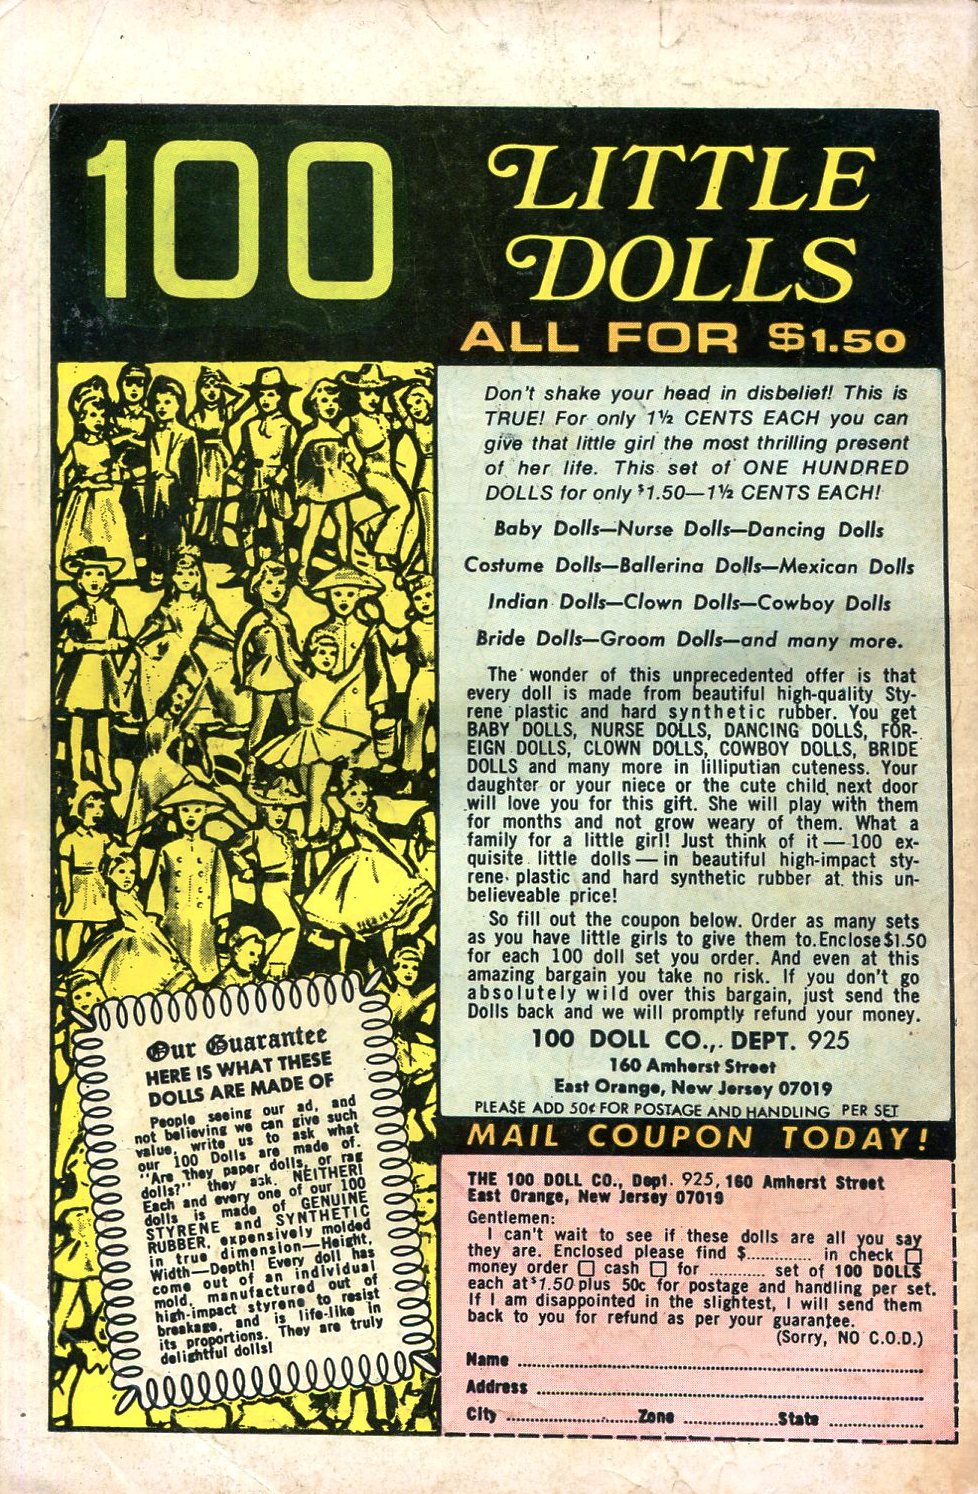 100
LITTLE
DOLLS
ALL FOR $1.50
Don't shake your head in disbelief! This is
TRUE! For only 1½ CENTS EACH you can
give that little girl the most thrilling present
of her life. This set of ONE HUNDRED
DOLLS for only $1.50—1½ CENTS EACH!
Baby Dolls—Nurse Dolls—Dancing Dolls
Costume Dolls—Ballerina Dolls—Mexican Dolls
Indian Dolls—Clown Dolls—Cowboy Dolls
Bride Dolls—Groom Dolls—and many more.
The wonder of this unprecedented offer is that
every doll is made from beautiful high-quality Sty-
rene plastic and hard synthetic rubber. You get
BABY DOLLS, NURSE DOLLS, DANCING DOLLS, FOR-
EIGN DOLLS, CLOWN DOLLS, COWBOY DOLLS, BRIDE
DOLLS and many more in lilliputian cuteness. Your
daughter or your niece or the cute child next door
will love you for this gift. She will play with them
for months and not grow weary of them. What a
family for a little girl! Just think of it — 100 ex-
quisite little dolls — in beautiful high-impact sty-
rene plastic and hard synthetic rubber at this un-
believeable price!
So fill out the coupon below. Order as many sets
as you have little girls to give them to. Enclose $1.50
for each 100 doll set you order. And even at this
amazing bargain you take no risk. If you don't go
absolutely wild over this bargain, just send the
Dolls back and we will promptly refund your money.
100 DOLL CO., DEPT. 925
160 Amherst Street
East Orange, New Jersey 07019
PLEASE ADD 50¢ FOR POSTAGE AND HANDLING PER SET
Our Guarantee
HERE IS WHAT THESE
DOLLS ARE MADE OF
People seeing our ad, and
not believing we can give such
value, write us to ask what
our 100 Dolls are made of.
"Are they paper dolls, or rag
dolls?" they ask. NEITHER!
Each and every one of our 100
dolls is made of GENUINE
STYRENE and SYNTHETIC
RUBBER, expensively molded
in true dimension—Height,
Width—Depth! Every doll has
come out of an individual
mold, manufactured out of
high-impact styrene to resist
breakage, and is life-like in
its proportions. They are truly
delightful dolls!
MAIL COUPON TODAY!
THE 100 DOLL CO., Dept. 925, 160 Amherst Street
East Orange, New Jersey 07019
Gentlemen:
I can't wait to see if these dolls are all you say
they are. Enclosed please find $............ in check ☐
money order ☐ cash ☐ for ............ set of 100 DOLLS
each at $1.50 plus 50c for postage and handling per set.
If I am disappointed in the slightest, I will send them
back to you for refund as per your guarantee.
(Sorry, NO C.O.D.)
Name ............
Address ............
City ............ Zone ............ State ............